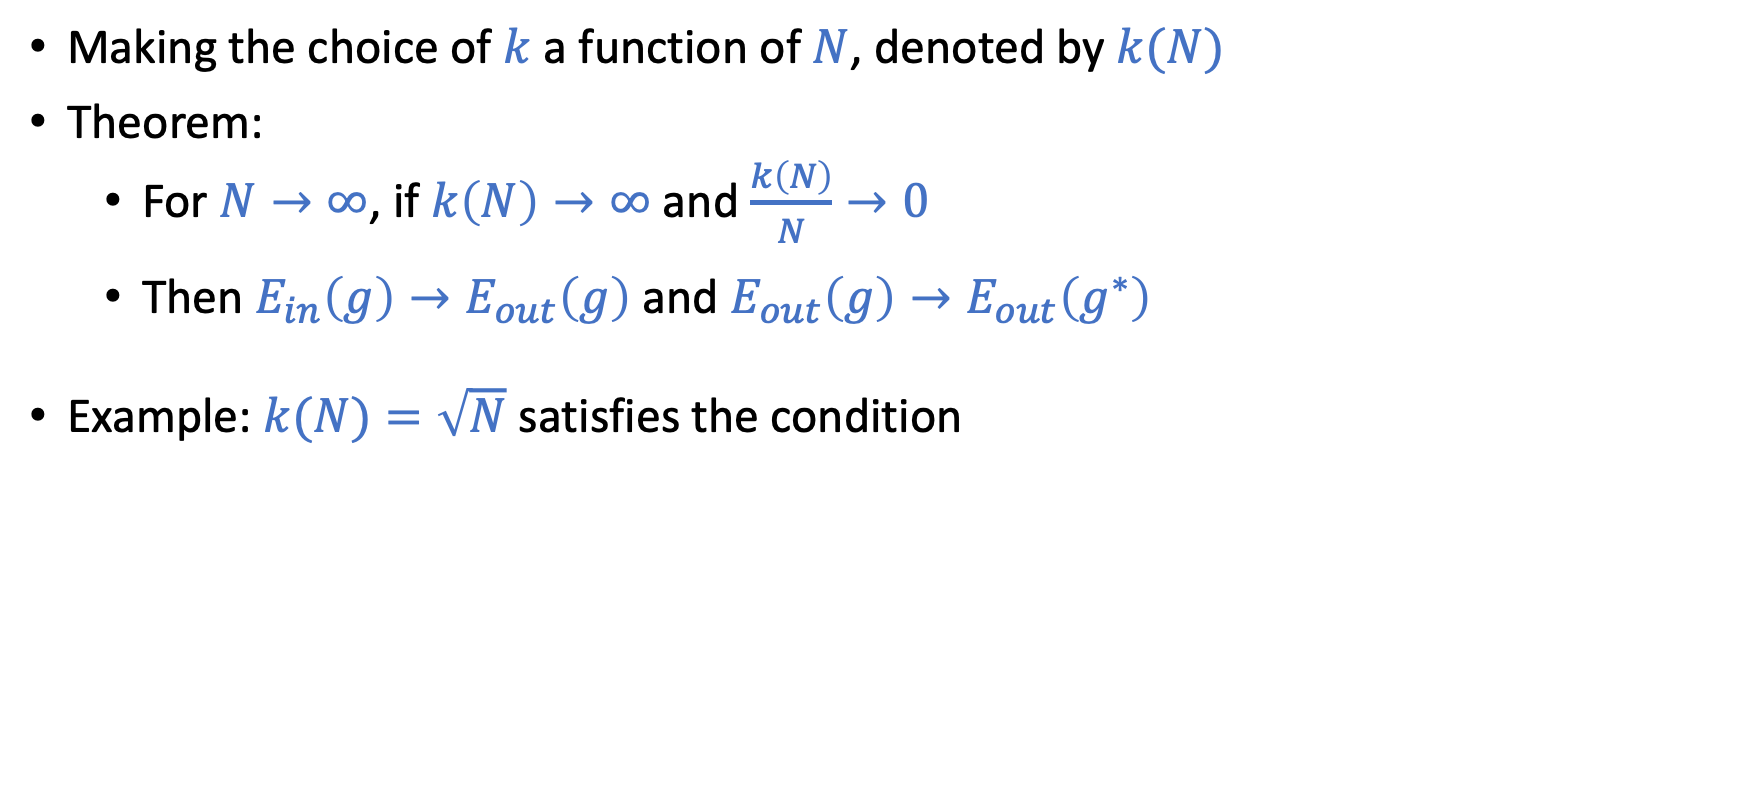 • Making the choice of k a function of N, denoted by k(N)
• Theorem:
• For N → ∞, if k(N) → ∞ and k(N)/N → 0
• Then E_in(g) → E_out(g) and E_out(g) → E_out(g*)
• Example: k(N) = √N satisfies the condition